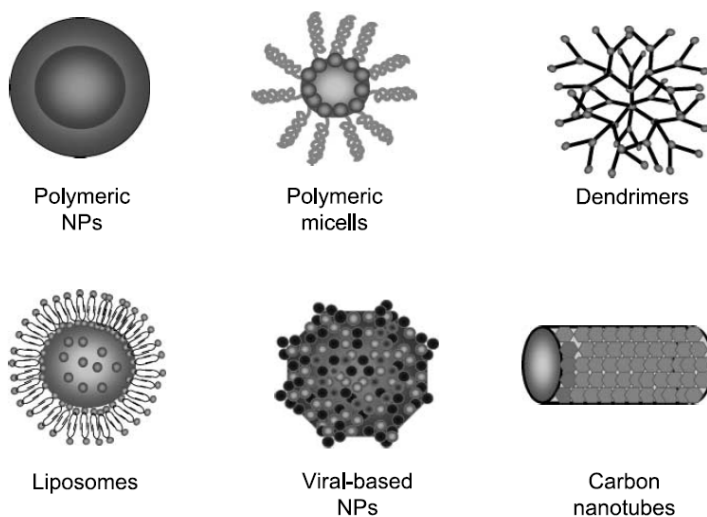 Polymeric
NPs
Polymeric
micells
Dendrimers
Liposomes
Viral-based
NPs
Carbon
nanotubes